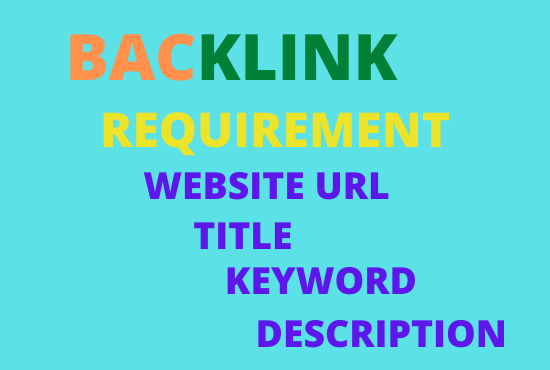 BACKLINK
REQUIREMENT
WEBSITE URL
TITLE
KEYWORD
DESCRIPTION